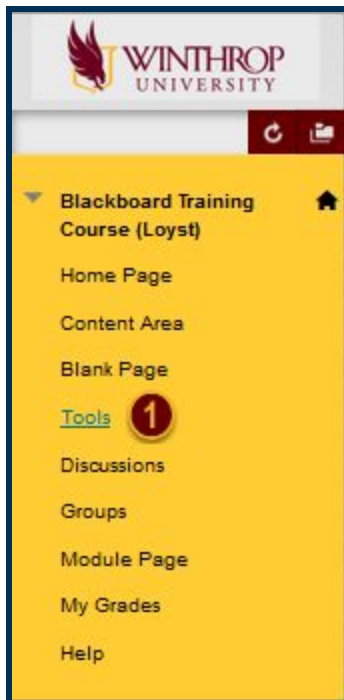 WINTHROP
UNIVERSITY
Blackboard Training
Course (Loyst)
Home Page
Content Area
Blank Page
Tools 1
Discussions
Groups
Module Page
My Grades
Help